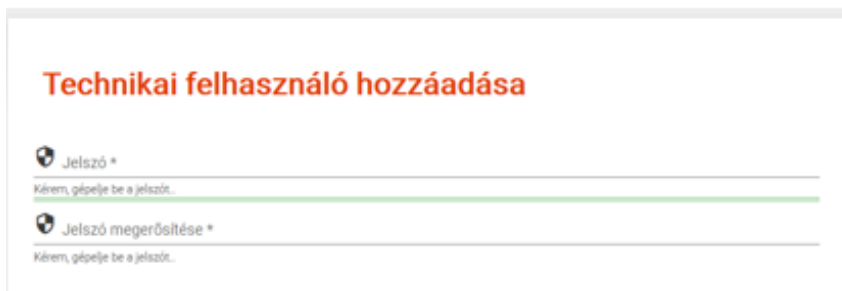 Technikai felhasználó hozzáadása
Jelszó *
Kérem, gépelje be a jelszót..
Jelszó megerősítése *
Kérem, gépelje be a jelszót..